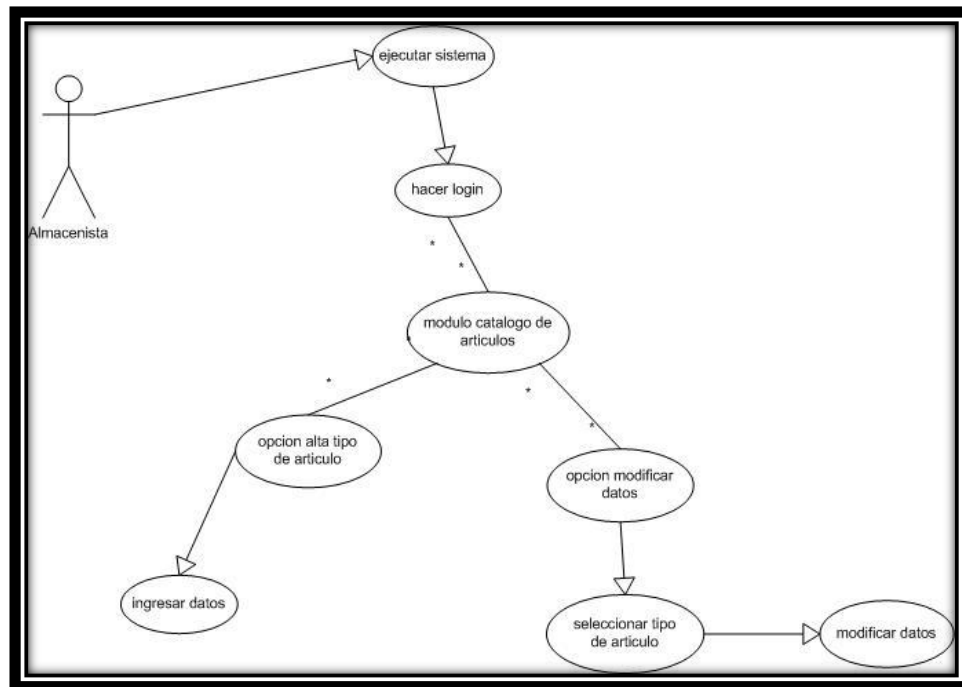 ejecutar sistema
hacer login
Almacenista
*
*
modulo catalogo de
articulos
*
*
*
*
opcion alta tipo
de articulo
opcion modificar
datos
ingresar datos
seleccionar tipo
de articulo
modificar datos